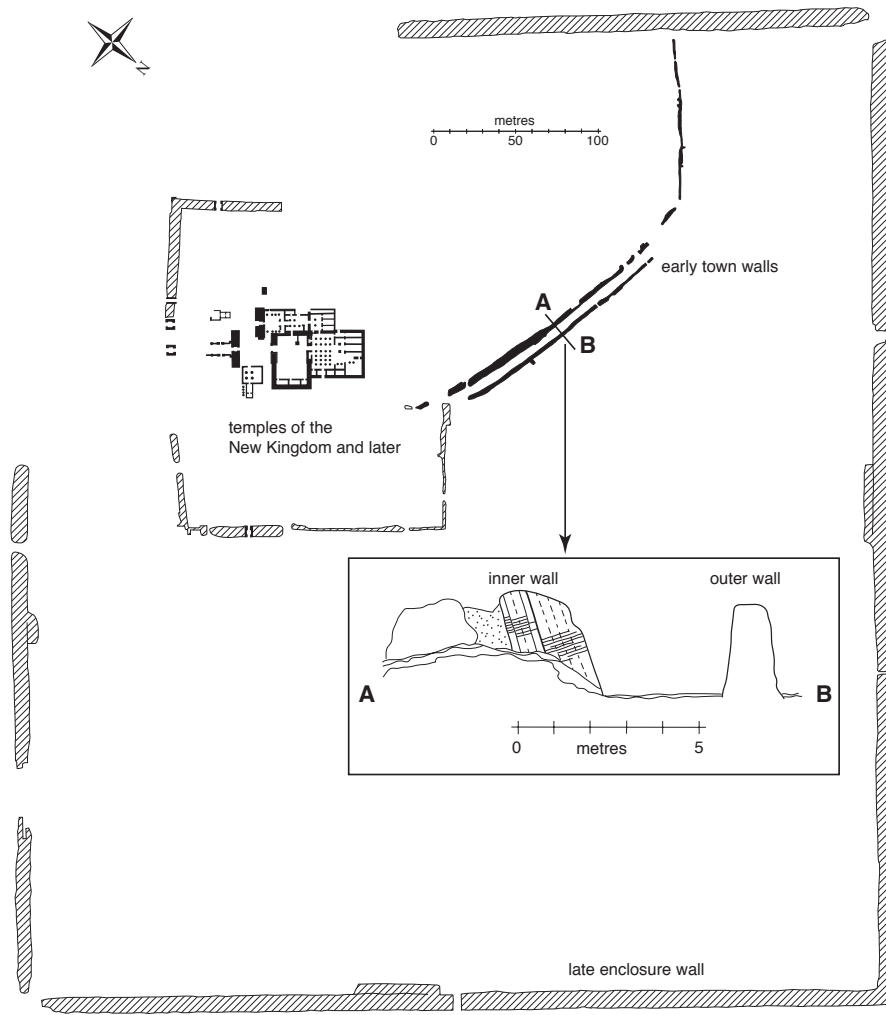 N
metres
0 50 100
early town walls
A
B
temples of the
New Kingdom and later
inner wall
outer wall
A
B
0 metres 5
late enclosure wall